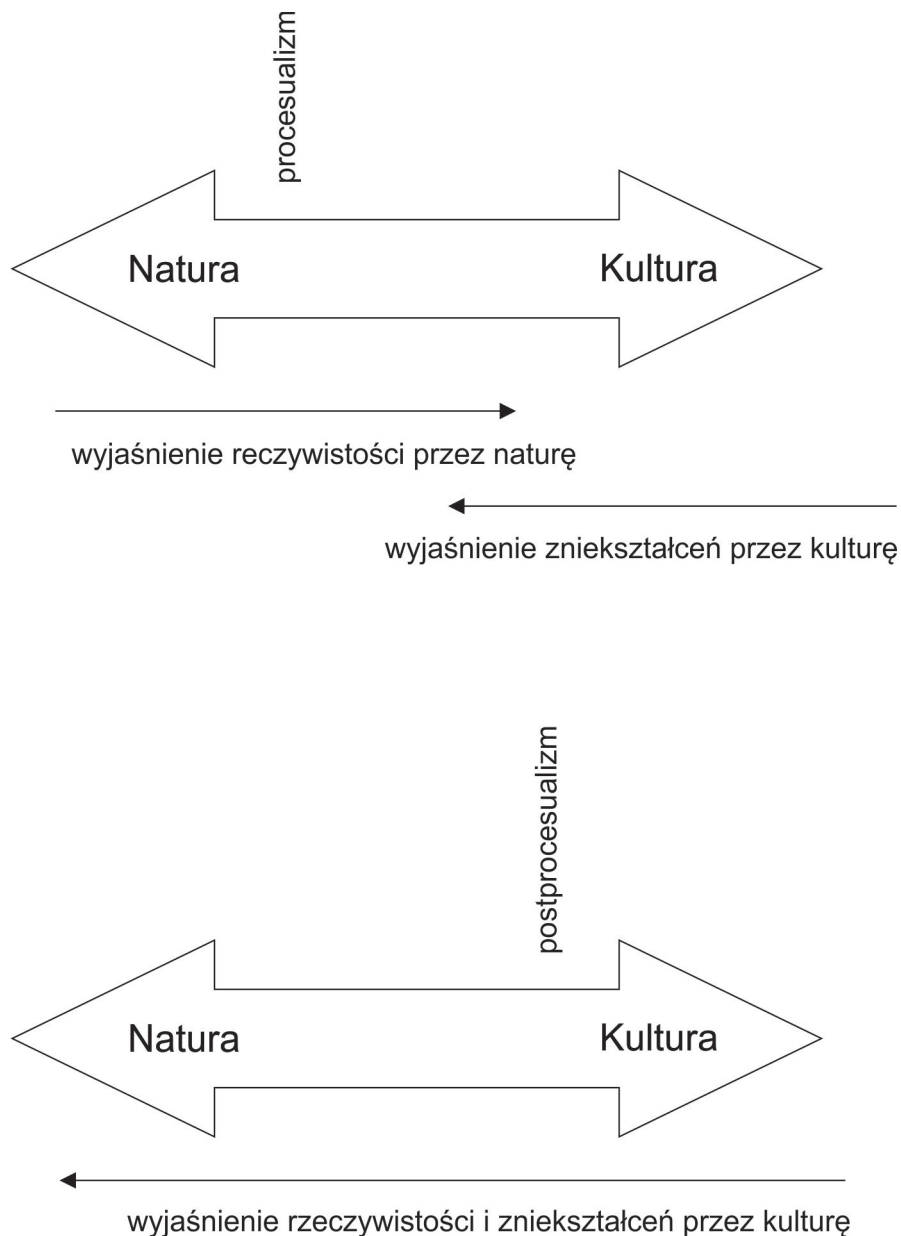 procesualizm
Natura
Kultura
wyjaśnienie reczywistości przez naturę
wyjaśnienie zniekształceń przez kulturę
postprocesualizm
Natura
Kultura
wyjaśnienie rzeczywistości i zniekształceń przez kulturę